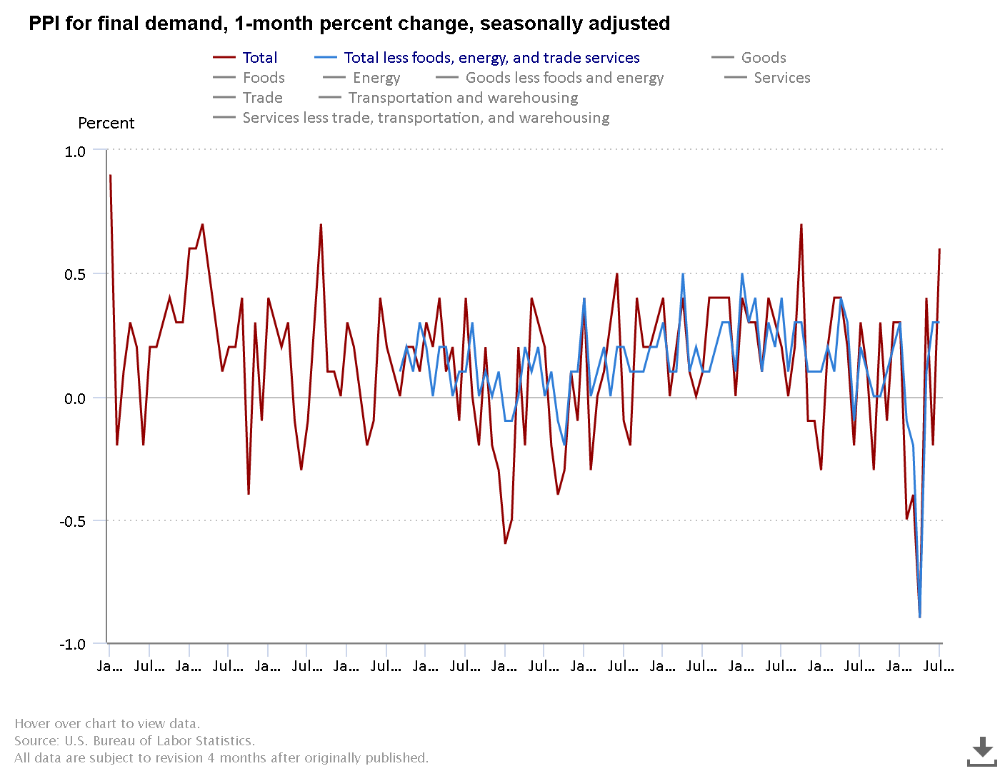 PPI for final demand, 1-month percent change, seasonally adjusted
Total Total less foods, energy, and trade services Goods
Foods Energy Goods less foods and energy Services
Trade Transportation and warehousing
Services less trade, transportation, and warehousing
Percent
1.0
0.5
0.0
-0.5
-1.0
Ja... Jul... Ja... Jul... Ja... Jul... Ja... Jul... Ja... Jul... Ja... Jul... Ja... Jul... Ja... Jul... Ja... Jul... Ja... Jul... Ja... Jul...
Hover over chart to view data.
Source: U.S. Bureau of Labor Statistics.
All data are subject to revision 4 months after originally published.